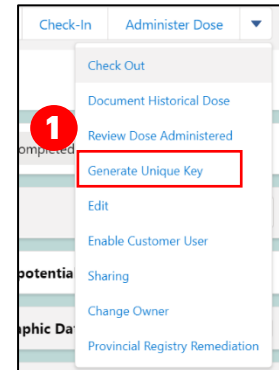 Check-In Administer Dose
Check Out
Document Historical Dose
1
Review Dose Administered
ompleted
Generate Unique Key
Edit
Enable Customer User
potentia
Sharing
Change Owner
aphic Da
Provincial Registry Remediation